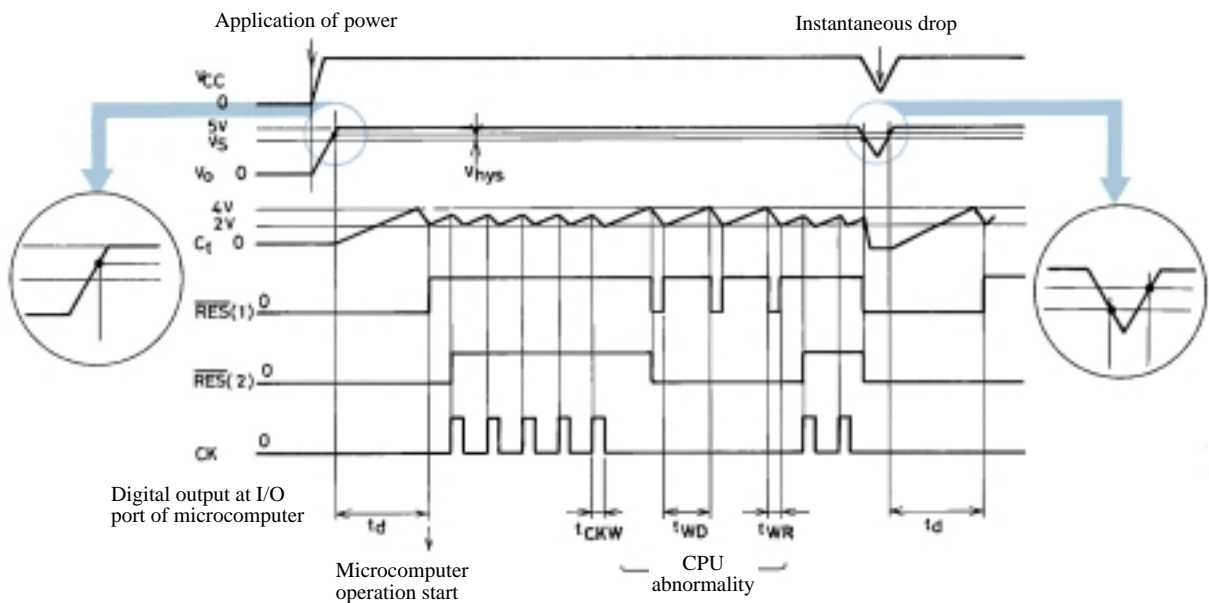 Application of power
Instantaneous drop
VCC
0
5V
VS
Vo 0
Vhys
4V
2V
Ct 0
RES(1) 0
RES(2) 0
CK 0
Digital output at I/O
port of microcomputer
td
tCKW
tWD
tWR
td
Microcomputer
operation start
CPU
abnormality